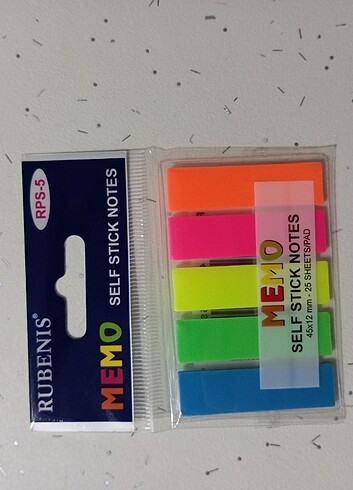 RUBENIS®
RPS-5
MEMO
SELF STICK NOTES
MEMO
SELF STICK NOTES
45x12 mm - 25 SHEETS/PAD